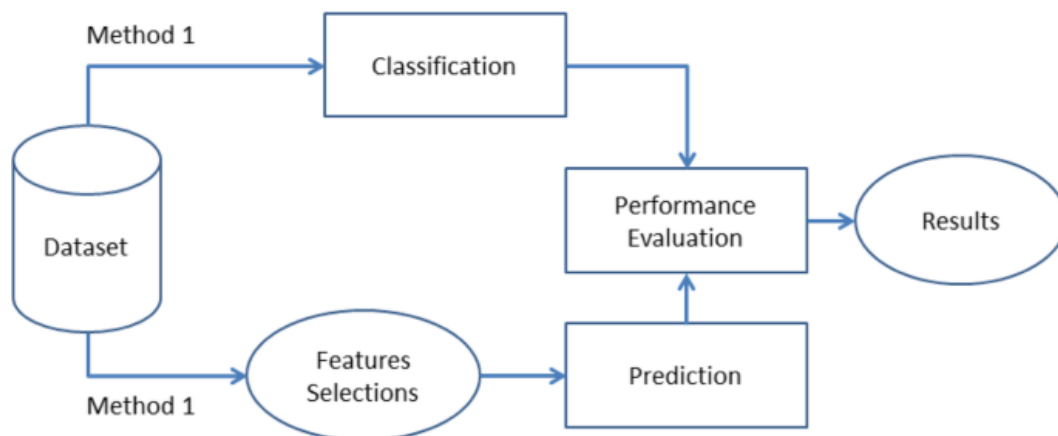 Method 1
Classification
Performance
Evaluation
Results
Dataset
Features
Selections
Prediction
Method 1